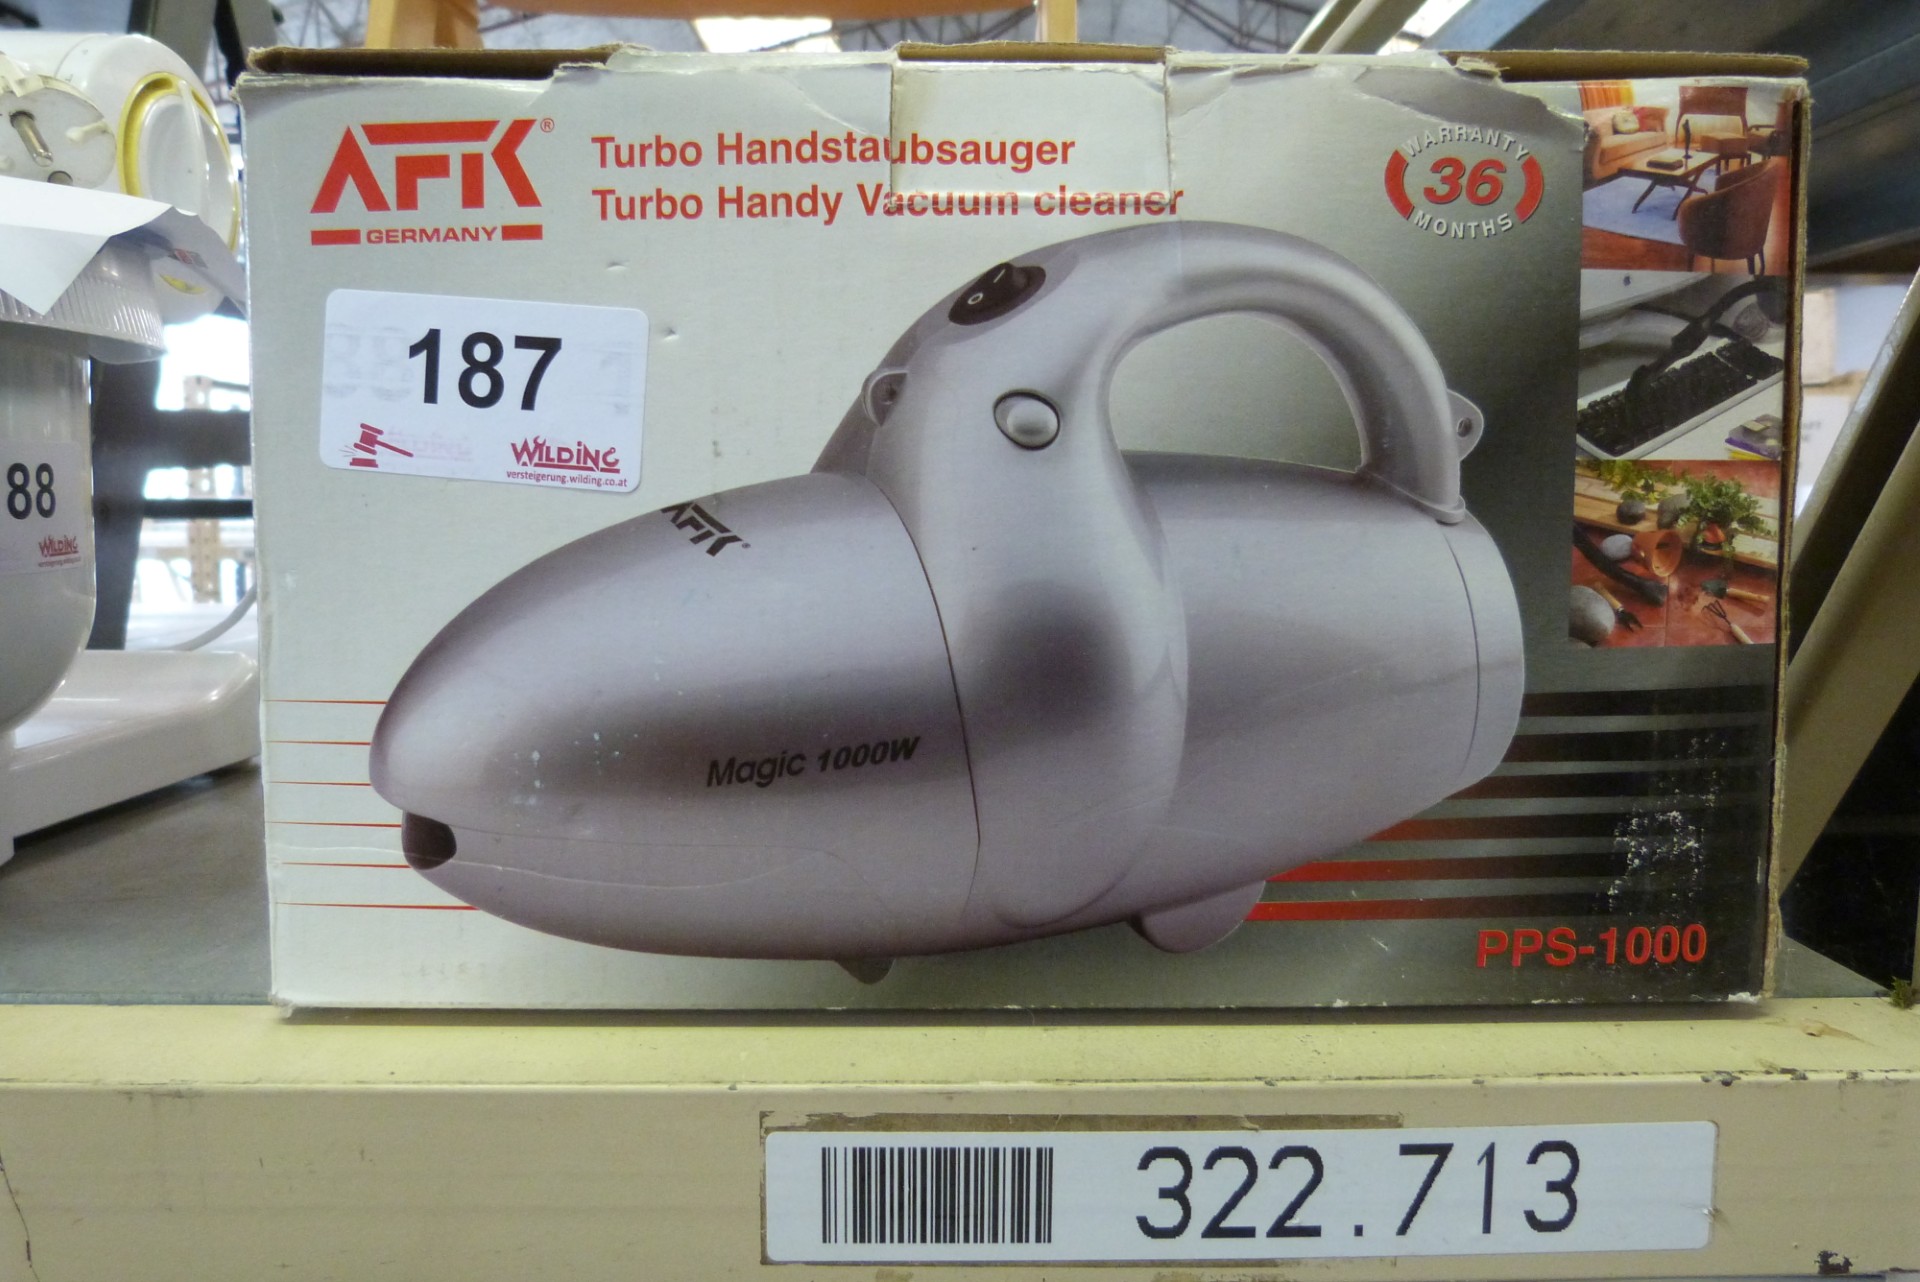 AFK®
GERMANY
Turbo Handstaubsauger
Turbo Handy Vacuum cleaner
WARRANTY
36
MONTHS
187
WILDING
versteigerung.wilding.co.at
88
WILDING
AFK®
Magic 1000W
PPS-1000
322.713